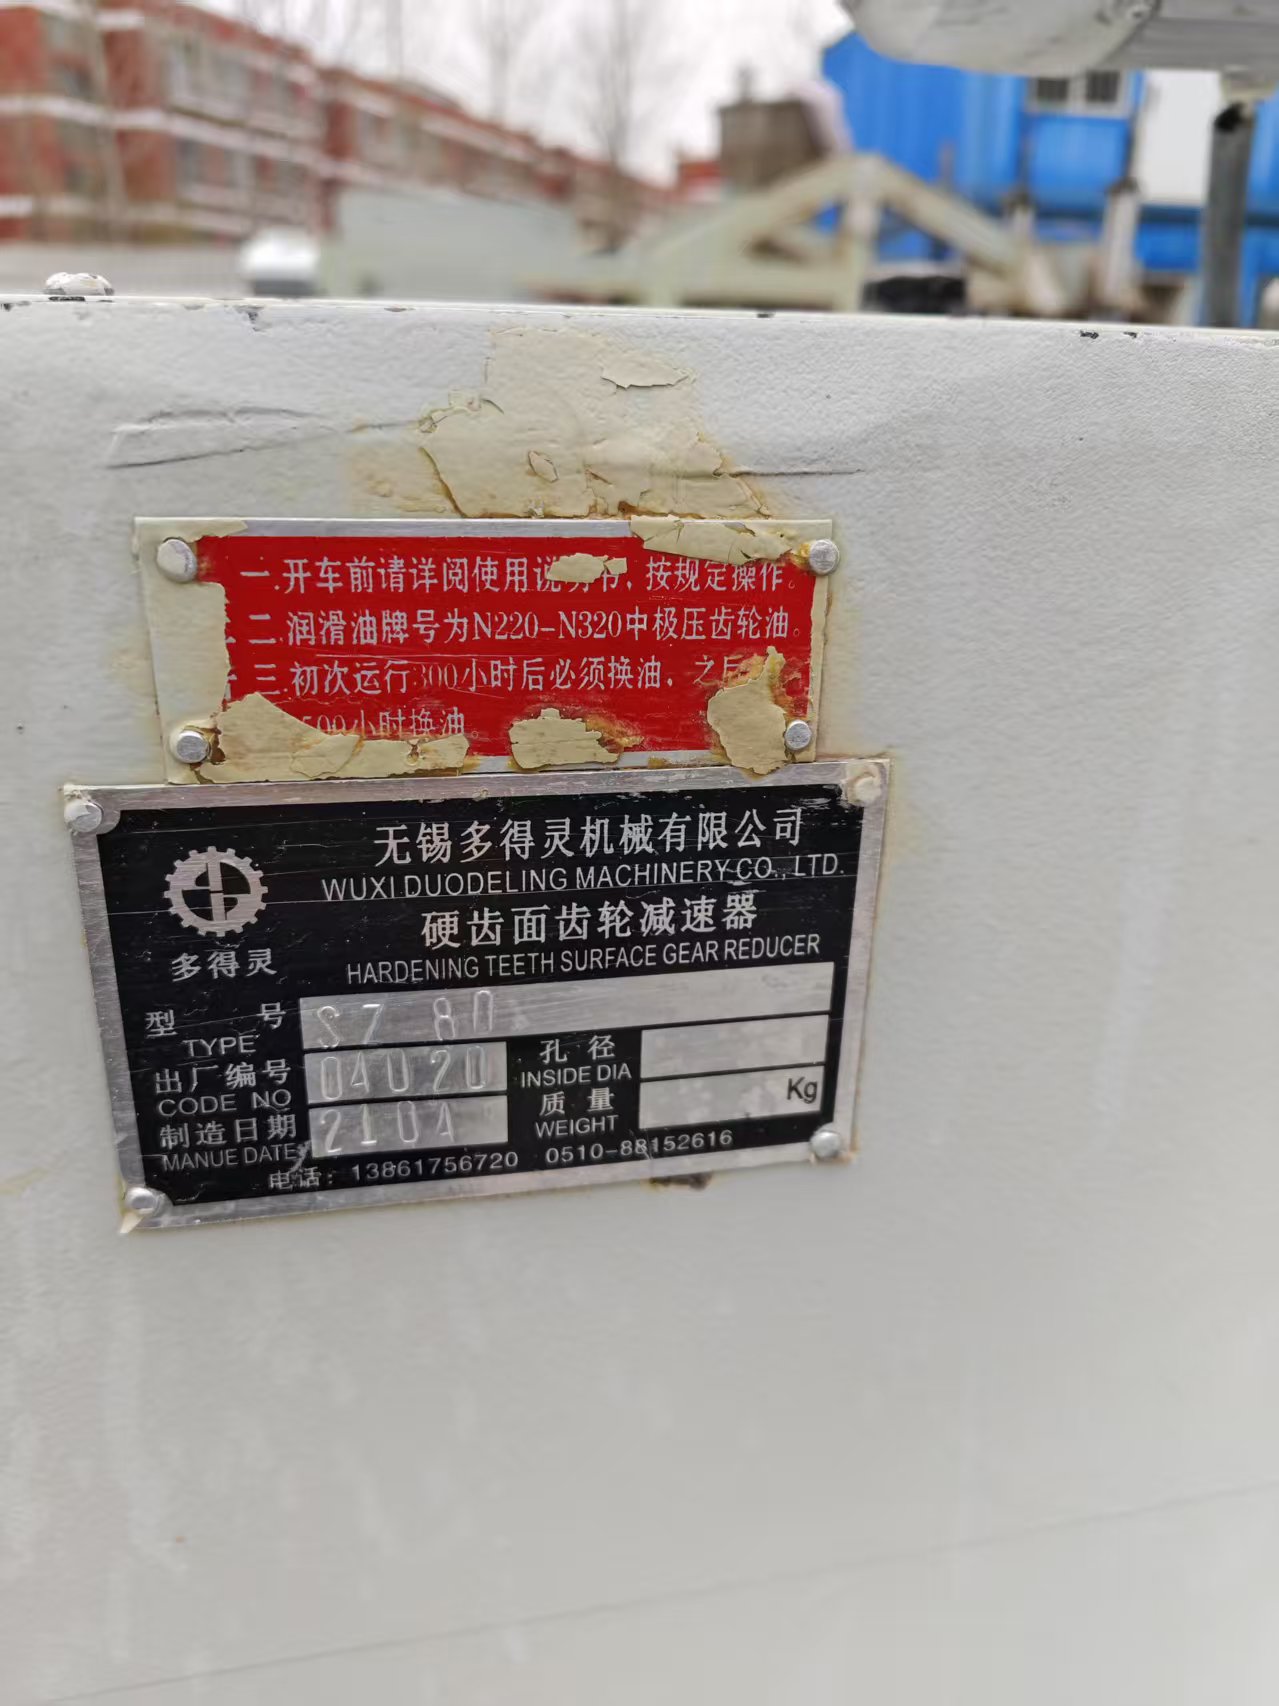 一.开车前请详阅使用说明书,按规定操作。
二.润滑油牌号为N220-N320中极压齿轮油。
三.初次运行300小时后必须换油,之后
500小时换油。
无锡多得灵机械有限公司
WUXI DUODELING MACHINERY CO., LTD.
硬齿面齿轮减速器
HARDENING TEETH SURFACE GEAR REDUCER
多得灵
型 号 SZ 80
TYPE
出厂编号 04020
CODE NO
孔 径
INSIDE DIA
制造日期 2104
MANUE DATE
质 量 Kg
WEIGHT
电话: 13861756720 0510-88152616